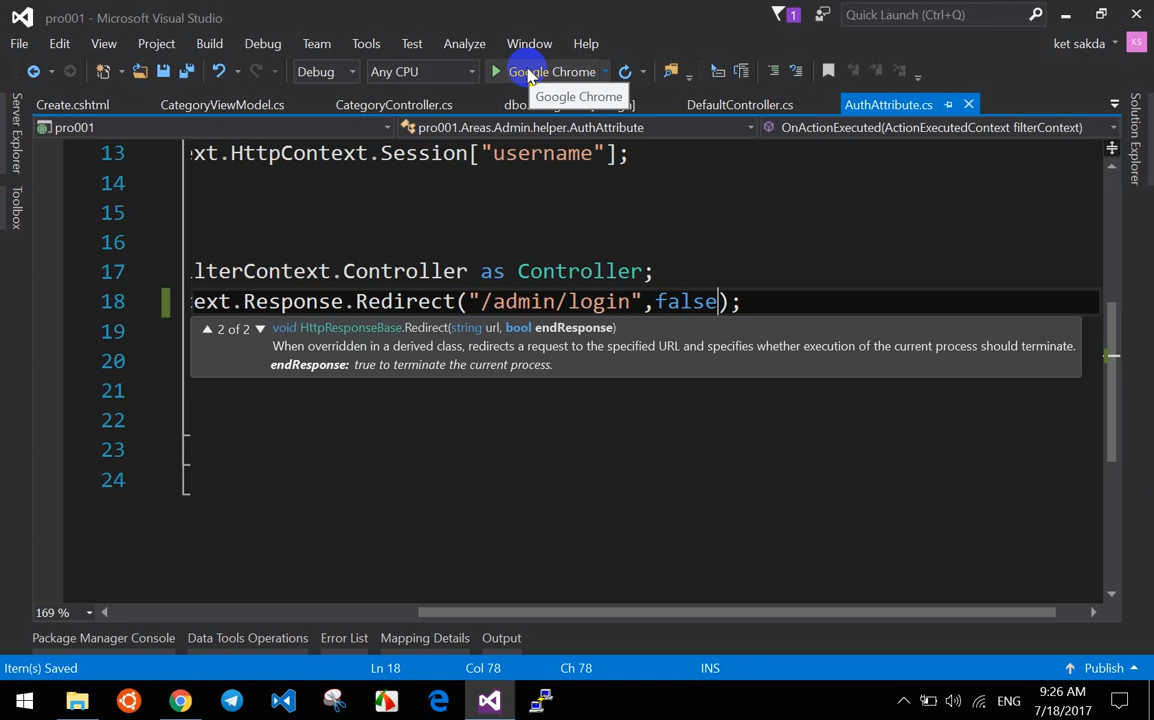 pro001 - Microsoft Visual Studio
1
Quick Launch (Ctrl+Q)
File Edit View Project Build Debug Team Tools Test Analyze Window Help
ket sakda KS
Debug Any CPU Google Chrome
Google Chrome
Create.cshtml CategoryViewModel.cs CategoryController.cs DefaultController.cs AuthAttribute.cs
pro001 pro001.Areas.Admin.helper.AuthAttribute OnActionExecuted(ActionExecutedContext filterContext)
Server Explorer
Toolbox
Solution Explorer
13 xt.HttpContext.Session["username"];
14
15
16
17 lterContext.Controller as Controller;
18 ext.Response.Redirect("/admin/login",false);
19
▲ 2 of 2 ▼ void HttpResponseBase.Redirect(string url, bool endResponse)
When overridden in a derived class, redirects a request to the specified URL and specifies whether execution of the current process should terminate.
endResponse: true to terminate the current process.
20
21
22
23
24
169 %
Package Manager Console Data Tools Operations Error List Mapping Details Output
Item(s) Saved Ln 18 Col 78 Ch 78 INS Publish
ENG
9:26 AM
7/18/2017